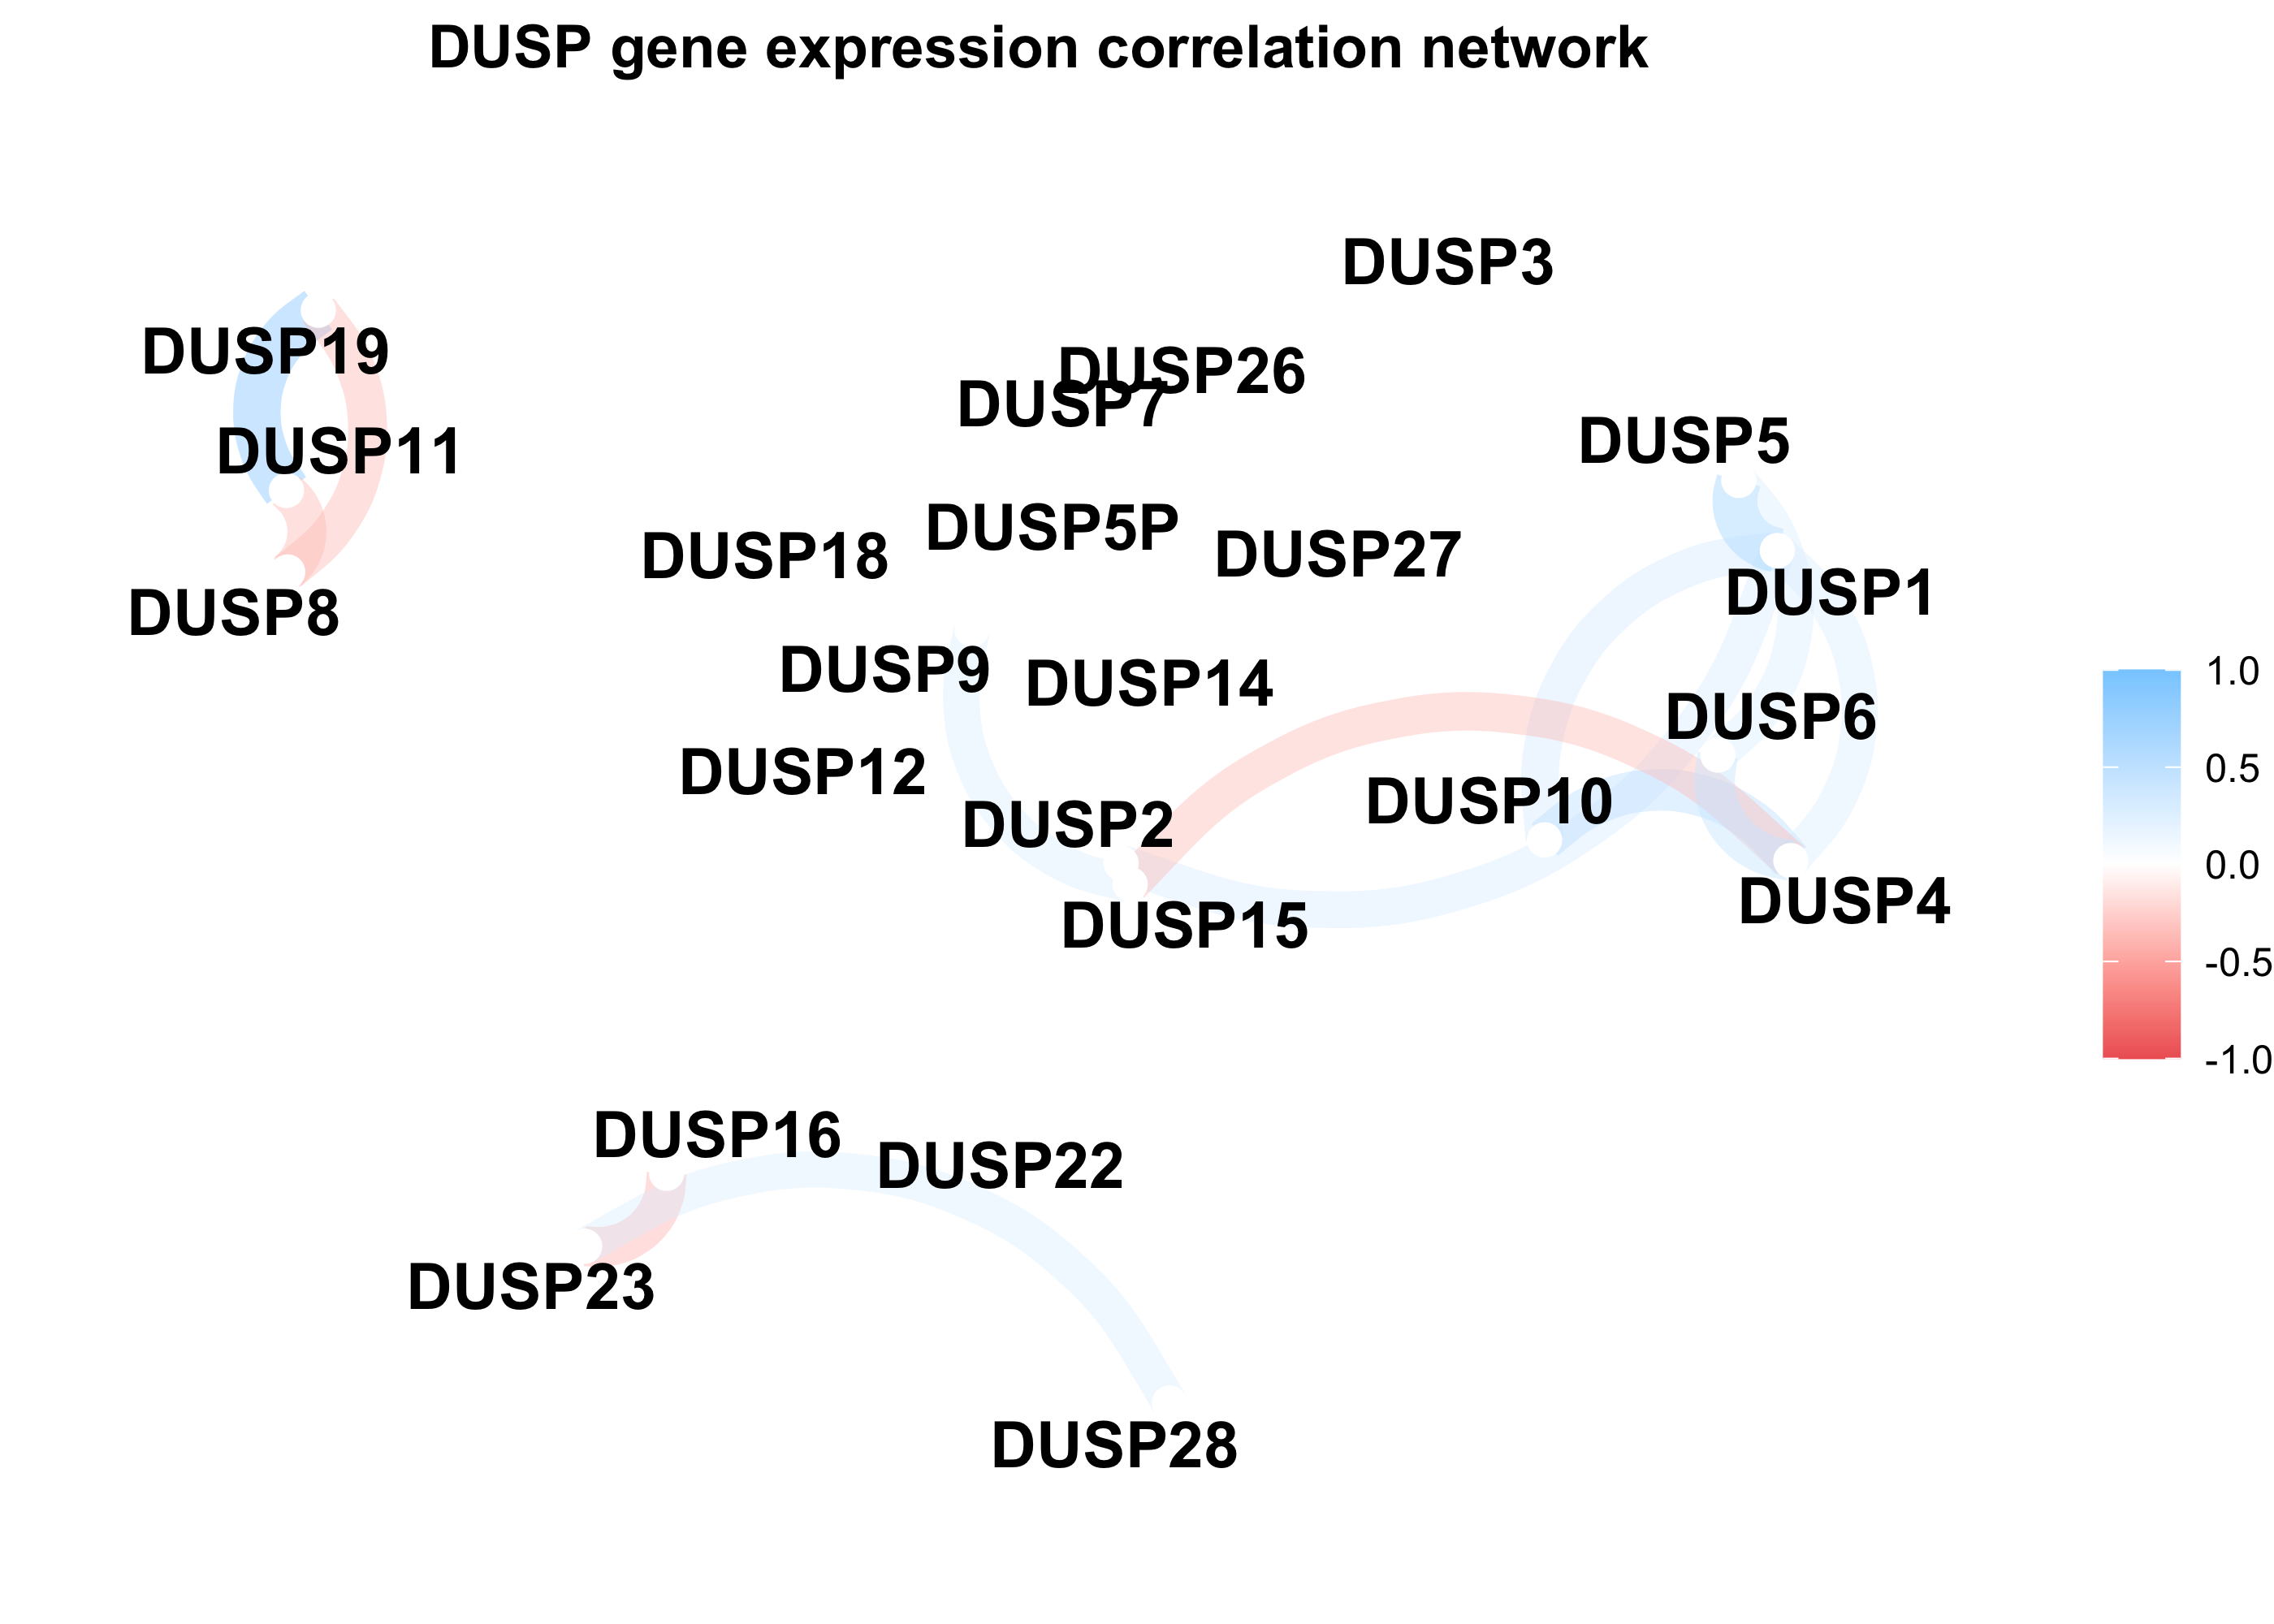 DUSP gene expression correlation network
DUSP3
DUSP19
DUSP26
DUSP7
DUSP5
DUSP11
DUSP5P
DUSP18
DUSP27
DUSP8
DUSP1
DUSP9
DUSP14
DUSP6
DUSP12
DUSP2
DUSP10
DUSP15
DUSP4
1.0
0.5
0.0
-0.5
-1.0
DUSP16
DUSP22
DUSP23
DUSP28